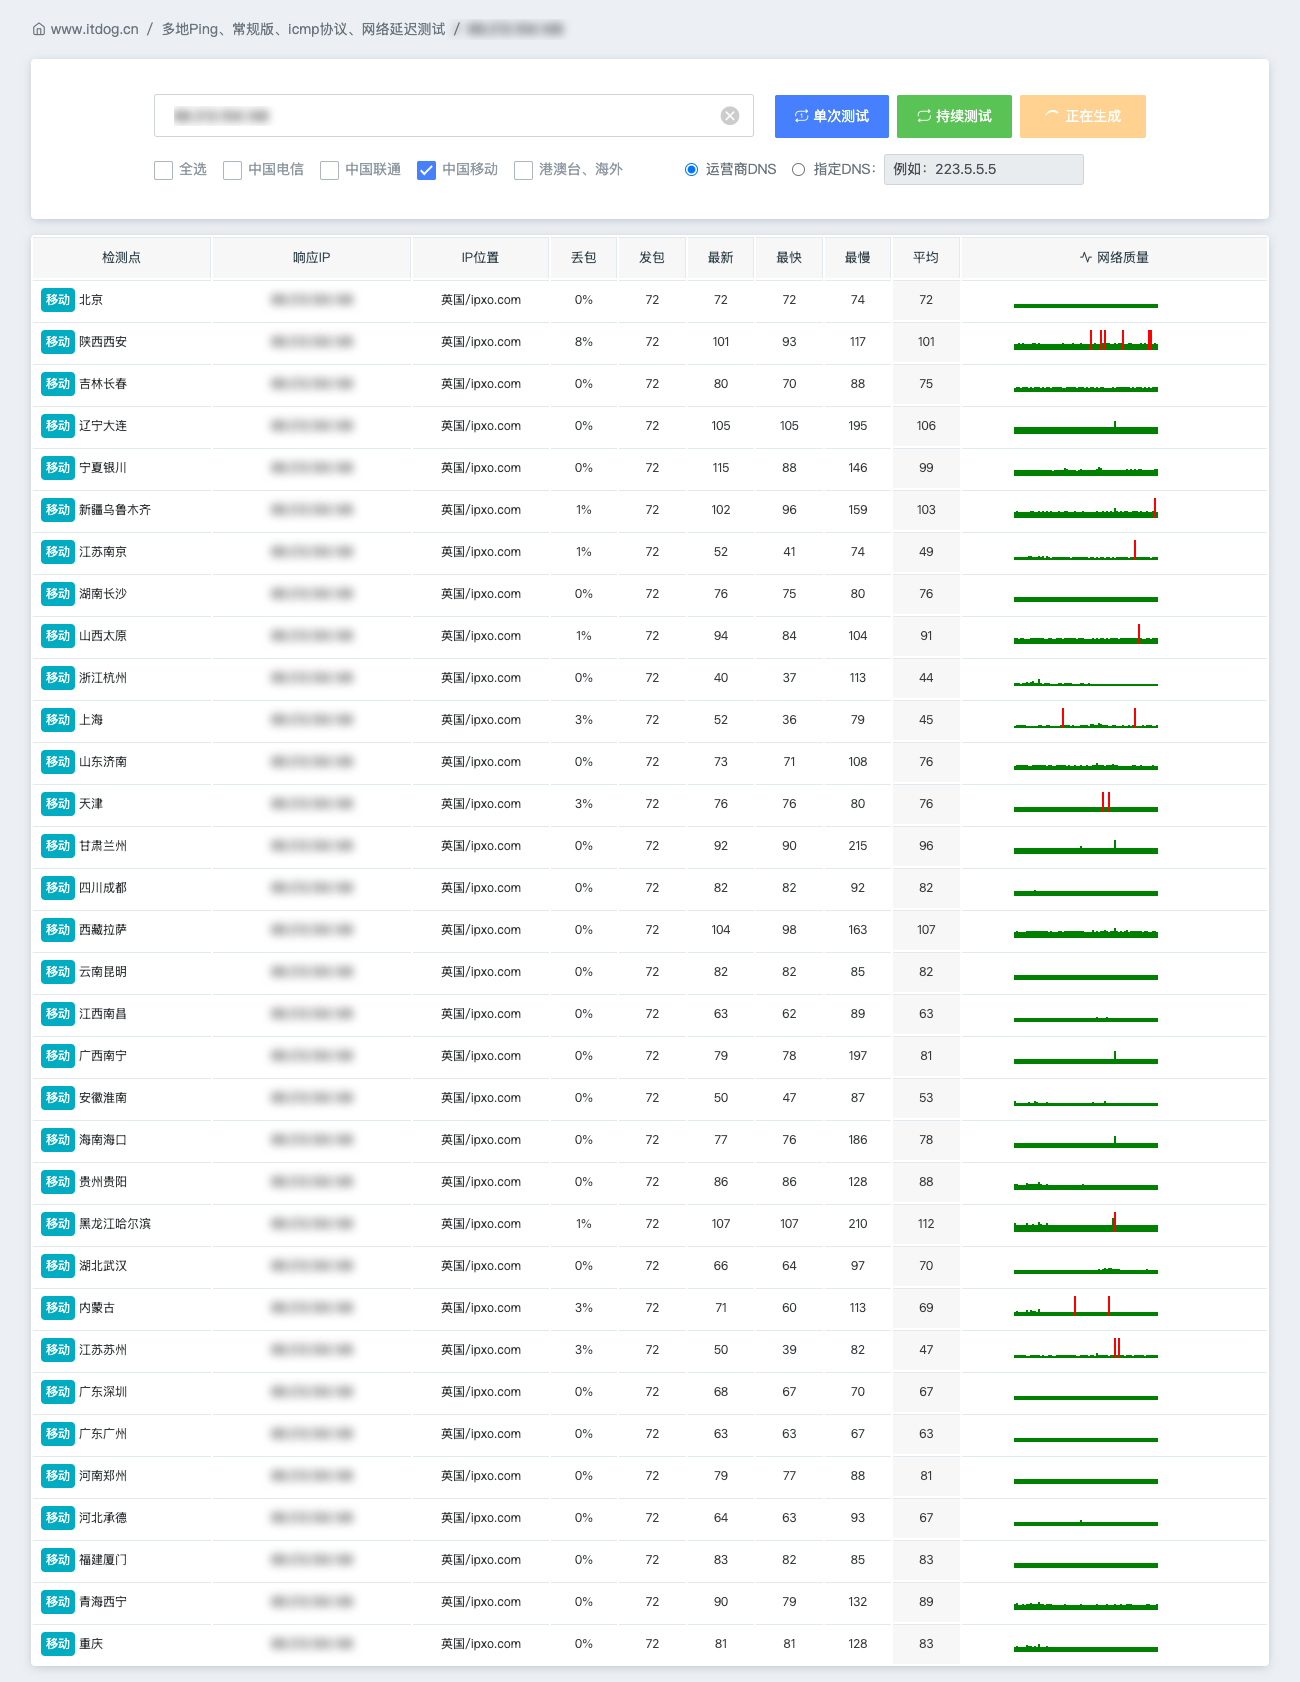 www.itdog.cn / 多地Ping、常规版、icmp协议、网络延迟测试 /
单次测试 持续测试 正在生成
全选 中国电信 中国联通 中国移动 港澳台、海外 运营商DNS 指定DNS： 例如：223.5.5.5
检测点 响应IP IP位置 丢包 发包 最新 最快 最慢 平均 网络质量
移动 北京 英国/ipxo.com 0% 72 72 72 74 72
移动 陕西西安 英国/ipxo.com 8% 72 101 93 117 101
移动 吉林长春 英国/ipxo.com 0% 72 80 70 88 75
移动 辽宁大连 英国/ipxo.com 0% 72 105 105 195 106
移动 宁夏银川 英国/ipxo.com 0% 72 115 88 146 99
移动 新疆乌鲁木齐 英国/ipxo.com 1% 72 102 96 159 103
移动 江苏南京 英国/ipxo.com 1% 72 52 41 74 49
移动 湖南长沙 英国/ipxo.com 0% 72 76 75 80 76
移动 山西太原 英国/ipxo.com 1% 72 94 84 104 91
移动 浙江杭州 英国/ipxo.com 0% 72 40 37 113 44
移动 上海 英国/ipxo.com 3% 72 52 36 79 45
移动 山东济南 英国/ipxo.com 0% 72 73 71 108 76
移动 天津 英国/ipxo.com 3% 72 76 76 80 76
移动 甘肃兰州 英国/ipxo.com 0% 72 92 90 215 96
移动 四川成都 英国/ipxo.com 0% 72 82 82 92 82
移动 西藏拉萨 英国/ipxo.com 0% 72 104 98 163 107
移动 云南昆明 英国/ipxo.com 0% 72 82 82 85 82
移动 江西南昌 英国/ipxo.com 0% 72 63 62 89 63
移动 广西南宁 英国/ipxo.com 0% 72 79 78 197 81
移动 安徽淮南 英国/ipxo.com 0% 72 50 47 87 53
移动 海南海口 英国/ipxo.com 0% 72 77 76 186 78
移动 贵州贵阳 英国/ipxo.com 0% 72 86 86 128 88
移动 黑龙江哈尔滨 英国/ipxo.com 1% 72 107 107 210 112
移动 湖北武汉 英国/ipxo.com 0% 72 66 64 97 70
移动 内蒙古 英国/ipxo.com 3% 72 71 60 113 69
移动 江苏苏州 英国/ipxo.com 3% 72 50 39 82 47
移动 广东深圳 英国/ipxo.com 0% 72 68 67 70 67
移动 广东广州 英国/ipxo.com 0% 72 63 63 67 63
移动 河南郑州 英国/ipxo.com 0% 72 79 77 88 81
移动 河北承德 英国/ipxo.com 0% 72 64 63 93 67
移动 福建厦门 英国/ipxo.com 0% 72 83 82 85 83
移动 青海西宁 英国/ipxo.com 0% 72 90 79 132 89
移动 重庆 英国/ipxo.com 0% 72 81 81 128 83